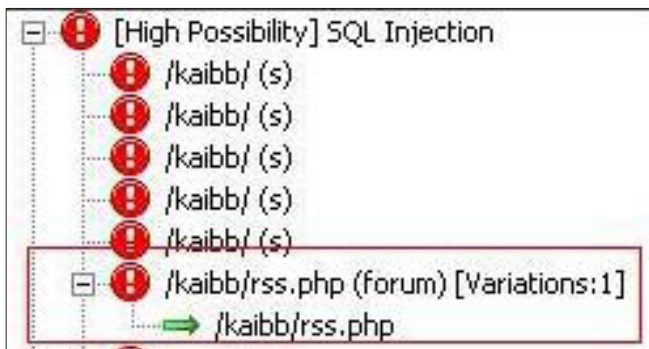 [High Possibility] SQL Injection
/kaibb/ (s)
/kaibb/ (s)
/kaibb/ (s)
/kaibb/ (s)
/kaibb/ (s)
/kaibb/rss.php (forum) [Variations:1]
/kaibb/rss.php